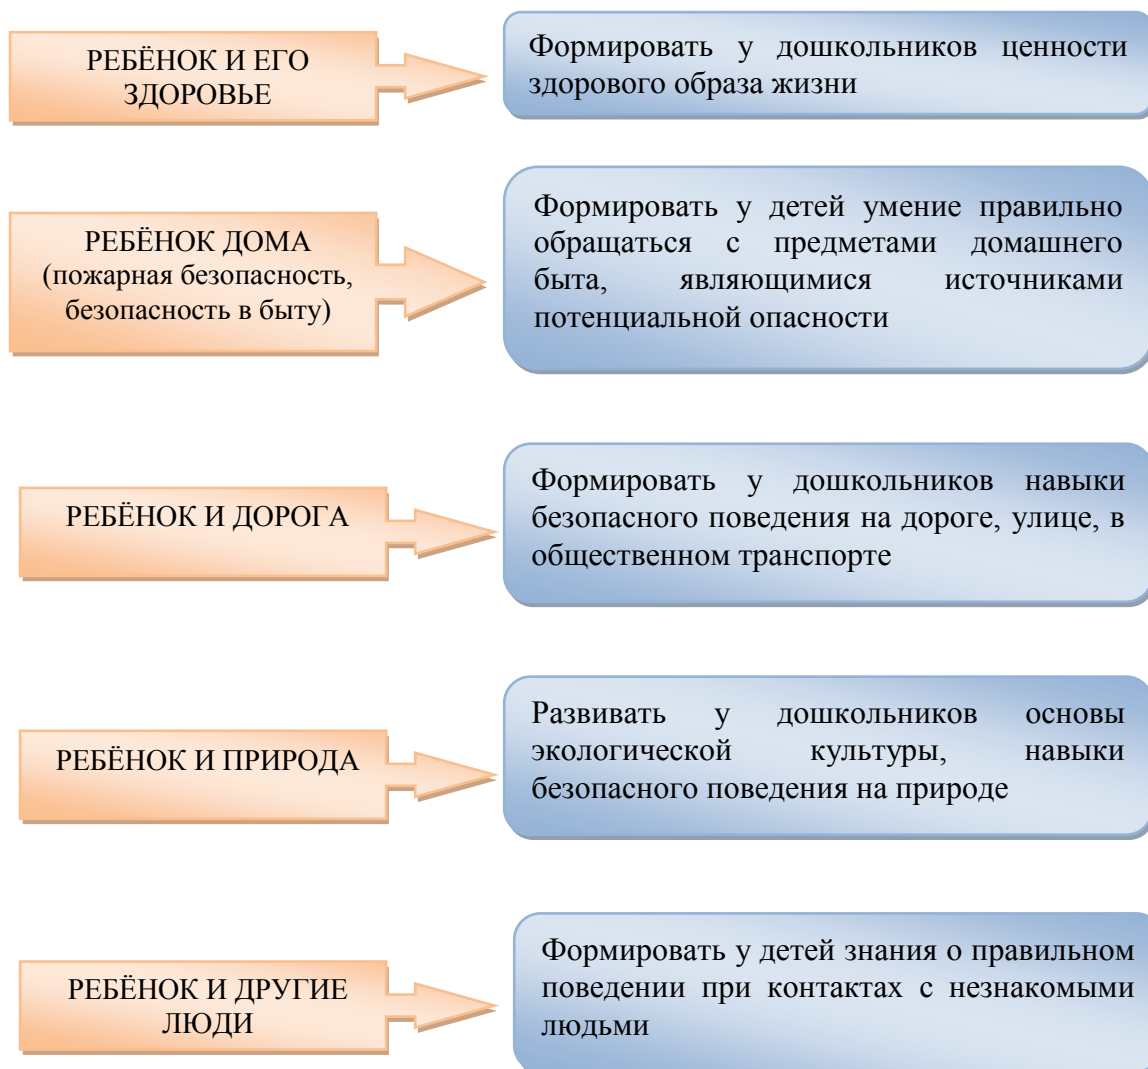 РЕБЁНОК И ЕГО
ЗДОРОВЬЕ
Формировать у дошкольников ценности
здорового образа жизни
РЕБЁНОК ДОМА
(пожарная безопасность,
безопасность в быту)
Формировать у детей умение правильно
обращаться с предметами домашнего
быта, являющимися источниками
потенциальной опасности
РЕБЁНОК И ДОРОГА
Формировать у дошкольников навыки
безопасного поведения на дороге, улице, в
общественном транспорте
РЕБЁНОК И ПРИРОДА
Развивать у дошкольников основы
экологической культуры, навыки
безопасного поведения на природе
РЕБЁНОК И ДРУГИЕ
ЛЮДИ
Формировать у детей знания о правильном
поведении при контактах с незнакомыми
людьми